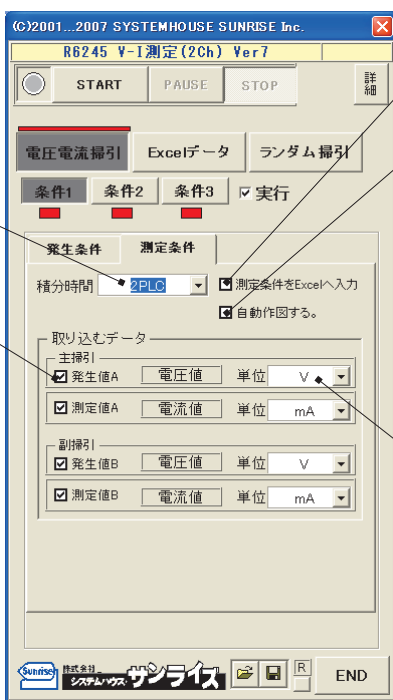 (C)2001...2007 SYSTEMHOUSE SUNRISE Inc.
R6245 V-I測定(2Ch) Ver7
START PAUSE STOP 詳細
電圧電流掃引 Excelデータ ランダム掃引
条件1 条件2 条件3 実行
発生条件 測定条件
積分時間 2PLC 測定条件をExcelへ入力
自動作図する。
取り込むデータ
主掃引
発生値A 電圧値 単位 V
測定値A 電流値 単位 mA
副掃引
発生値B 電圧値 単位 V
測定値B 電流値 単位 mA
Sunrise 株式会社 システムハウス サンライズ R END